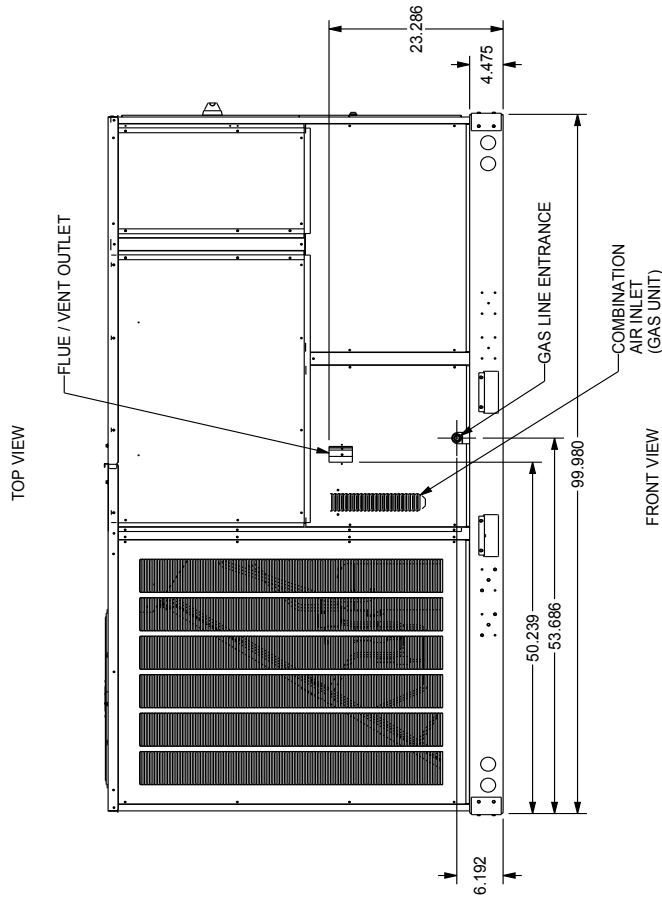 TOP VIEW
23.286
4.475
FLUE / VENT OUTLET
GAS LINE ENTRANCE
COMBINATION
AIR INLET
(GAS UNIT)
99.980
50.239
53.686
6.192
FRONT VIEW